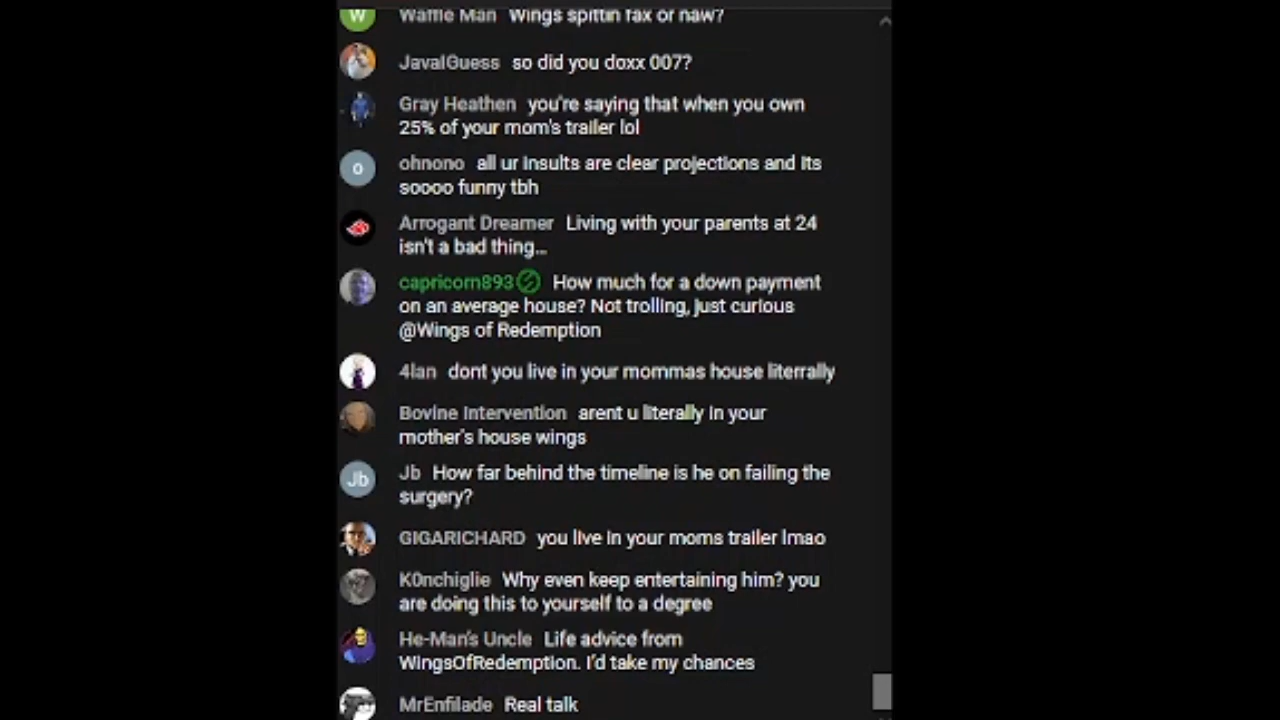 W Waffle Man Wings spittin fax or naw?
JavalGuess so did you doxx 007?
Gray Heathen you're saying that when you own
25% of your mom's trailer lol
o ohnono all ur insults are clear projections and its
soooo funny tbh
Arrogant Dreamer Living with your parents at 24
isn't a bad thing...
capricorn893 How much for a down payment
on an average house? Not trolling, just curious
@Wings of Redemption
4lan dont you live in your mommas house literrally
Bovine Intervention arent u literally in your
mother's house wings
Jb Jb How far behind the timeline is he on failing the
surgery?
GIGARICHARD you live in your moms trailer lmao
K0nchiglie Why even keep entertaining him? you
are doing this to yourself to a degree
He-Man's Uncle Life advice from
WingsOfRedemption. I'd take my chances
MrEnfilade Real talk